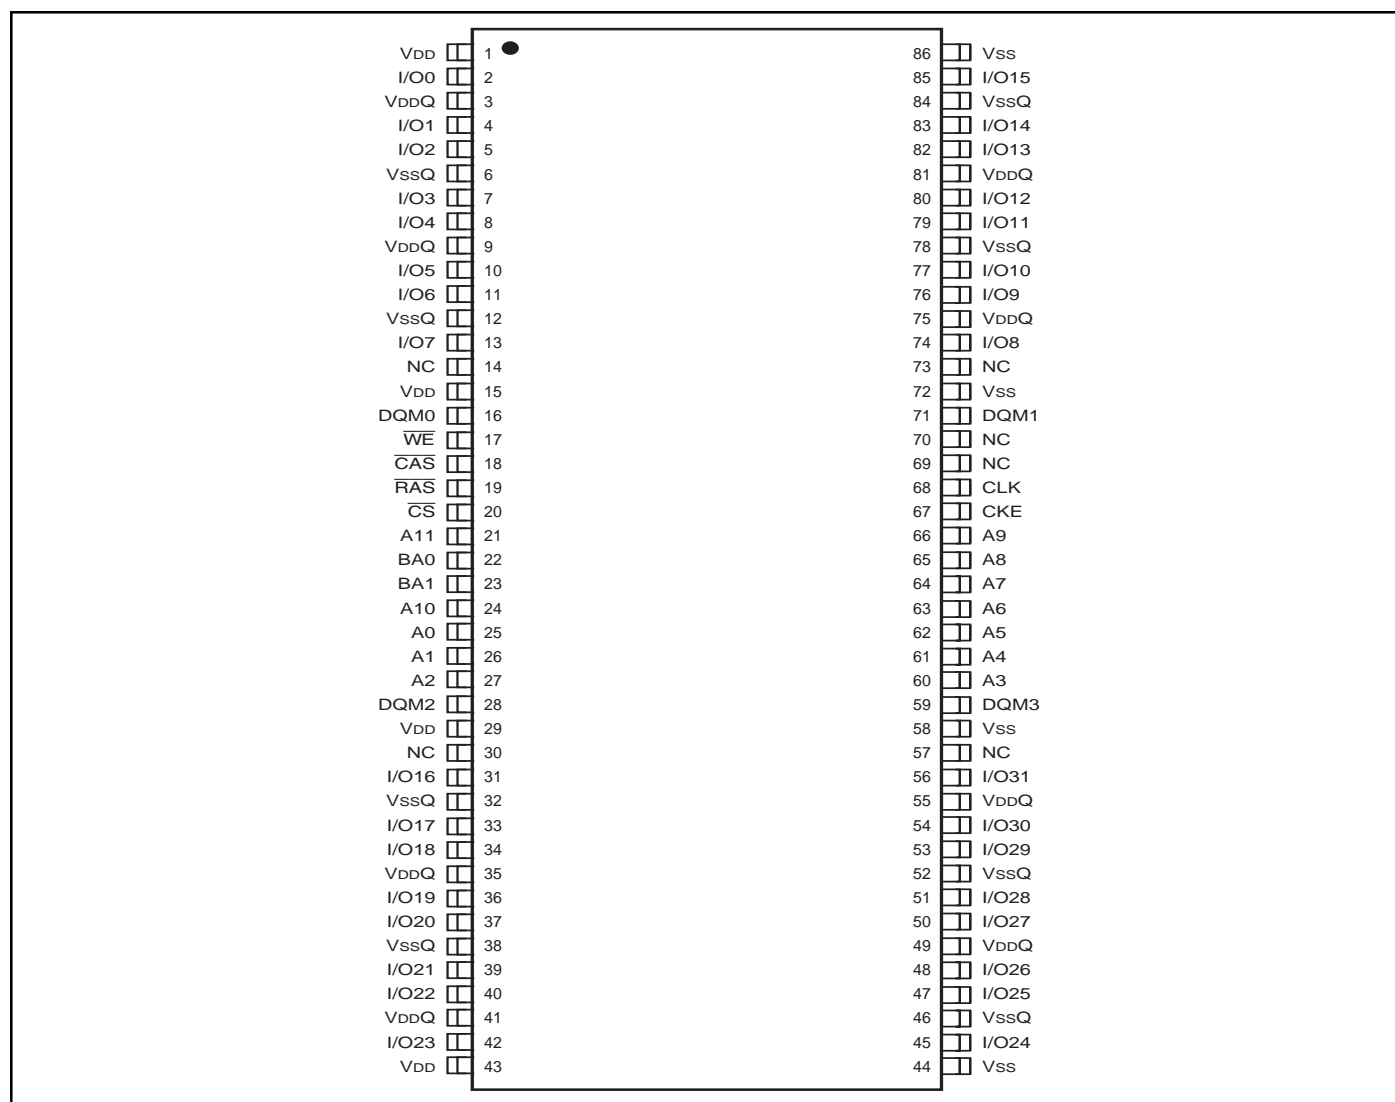 VDD 1 86 VSS
I/O0 2 85 I/O15
VDDQ 3 84 VSSQ
I/O1 4 83 I/O14
I/O2 5 82 I/O13
VSSQ 6 81 VDDQ
I/O3 7 80 I/O12
I/O4 8 79 I/O11
VDDQ 9 78 VSSQ
I/O5 10 77 I/O10
I/O6 11 76 I/O9
VSSQ 12 75 VDDQ
I/O7 13 74 I/O8
NC 14 73 NC
VDD 15 72 VSS
DQM0 16 71 DQM1
W̅E̅ 17 70 NC
C̅A̅S̅ 18 69 NC
R̅A̅S̅ 19 68 CLK
C̅S̅ 20 67 CKE
A11 21 66 A9
BA0 22 65 A8
BA1 23 64 A7
A10 24 63 A6
A0 25 62 A5
A1 26 61 A4
A2 27 60 A3
DQM2 28 59 DQM3
VDD 29 58 VSS
NC 30 57 NC
I/O16 31 56 I/O31
VSSQ 32 55 VDDQ
I/O17 33 54 I/O30
I/O18 34 53 I/O29
VDDQ 35 52 VSSQ
I/O19 36 51 I/O28
I/O20 37 50 I/O27
VSSQ 38 49 VDDQ
I/O21 39 48 I/O26
I/O22 40 47 I/O25
VDDQ 41 46 VSSQ
I/O23 42 45 I/O24
VDD 43 44 VSS